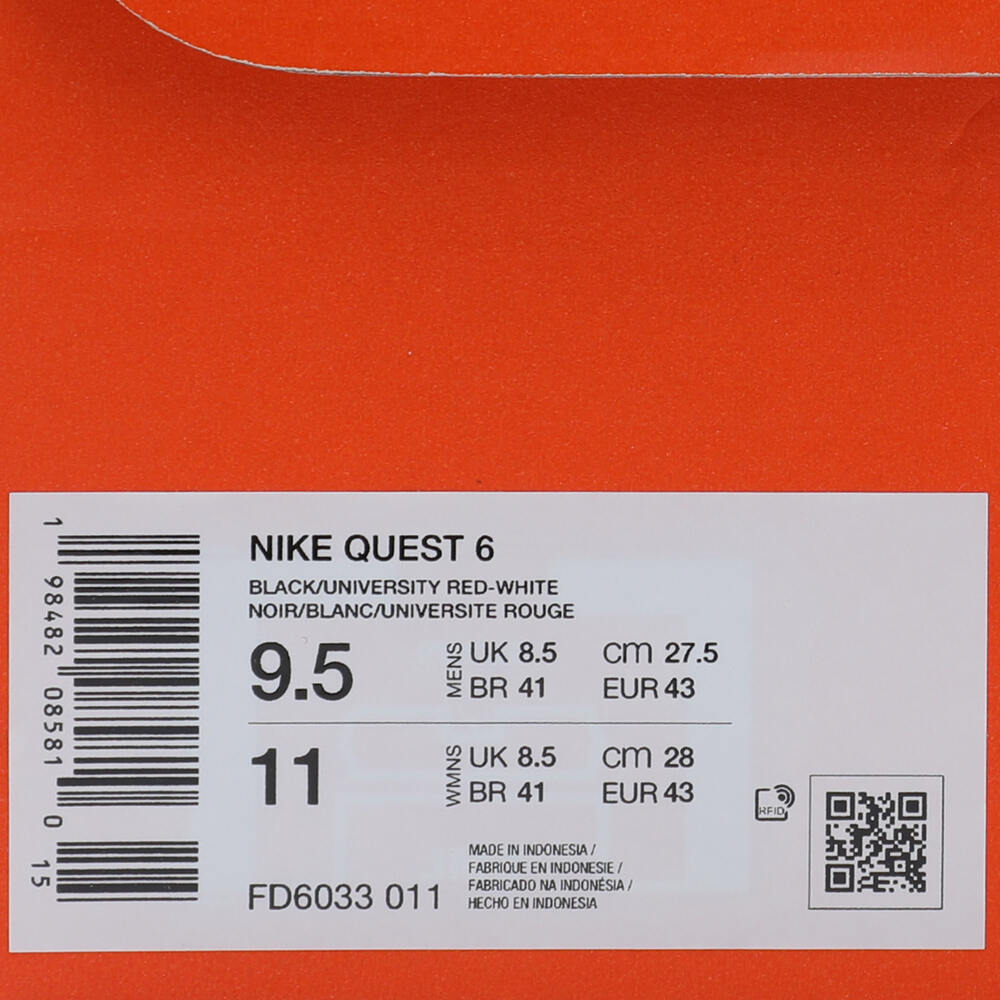 NIKE QUEST 6
BLACK/UNIVERSITY RED-WHITE
NOIR/BLANC/UNIVERSITE ROUGE
9.5 MENS UK 8.5 cm 27.5
BR 41 EUR 43
11 WMNS UK 8.5 cm 28
BR 41 EUR 43
RFID
MADE IN INDONESIA /
FABRIQUE EN INDONESIE /
FABRICADO NA INDONÉSIA /
HECHO EN INDONESIA
FD6033 011
1 98482 08581 0 15